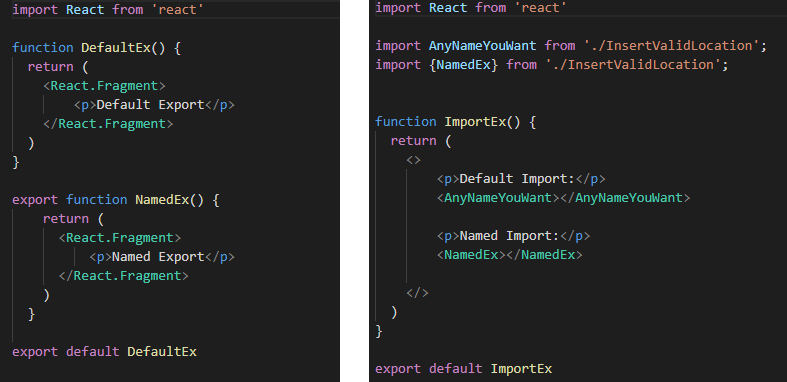 import React from 'react'
function DefaultEx() {
return (
<React.Fragment>
<p>Default Export</p>
</React.Fragment>
)
}
export function NamedEx() {
return (
<React.Fragment>
<p>Named Export</p>
</React.Fragment>
)
}
export default DefaultEx
import React from 'react'
import AnyNameYouWant from './InsertValidLocation';
import {NamedEx} from './InsertValidLocation';
function ImportEx() {
return (
<>
<p>Default Import:</p>
<AnyNameYouWant></AnyNameYouWant>
<p>Named Import:</p>
<NamedEx></NamedEx>
</>
)
}
export default ImportEx